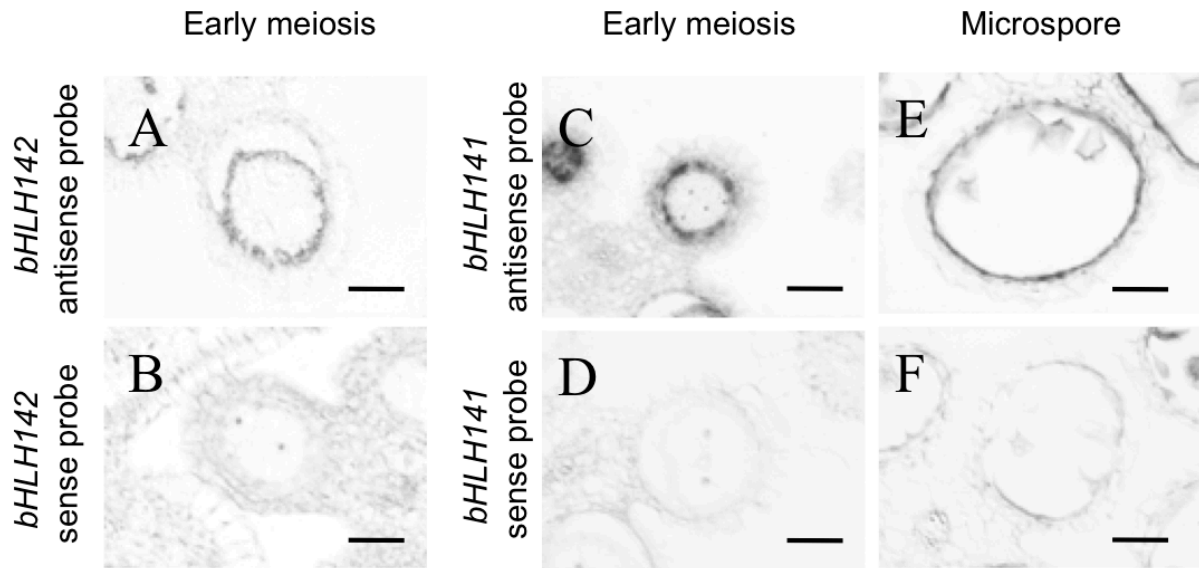 Early meiosis
Early meiosis
Microspore
bHLH142
antisense probe
A
bHLH141
antisense probe
C
E
bHLH142
sense probe
B
bHLH141
sense probe
D
F